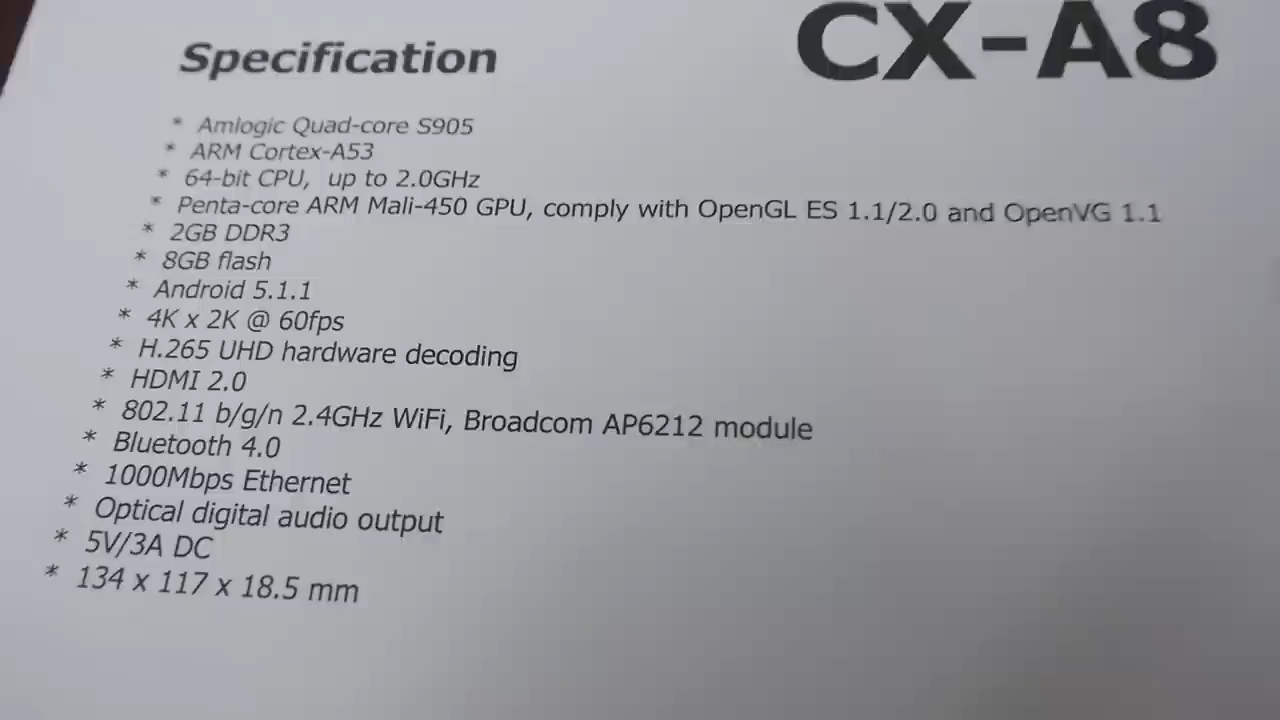 CX-A8
Specification
* Amlogic Quad-core S905
* ARM Cortex-A53
* 64-bit CPU, up to 2.0GHz
* Penta-core ARM Mali-450 GPU, comply with OpenGL ES 1.1/2.0 and OpenVG 1.1
* 2GB DDR3
* 8GB flash
* Android 5.1.1
* 4K x 2K @ 60fps
* H.265 UHD hardware decoding
* HDMI 2.0
* 802.11 b/g/n 2.4GHz WiFi, Broadcom AP6212 module
* Bluetooth 4.0
* 1000Mbps Ethernet
* Optical digital audio output
* 5V/3A DC
* 134 x 117 x 18.5 mm